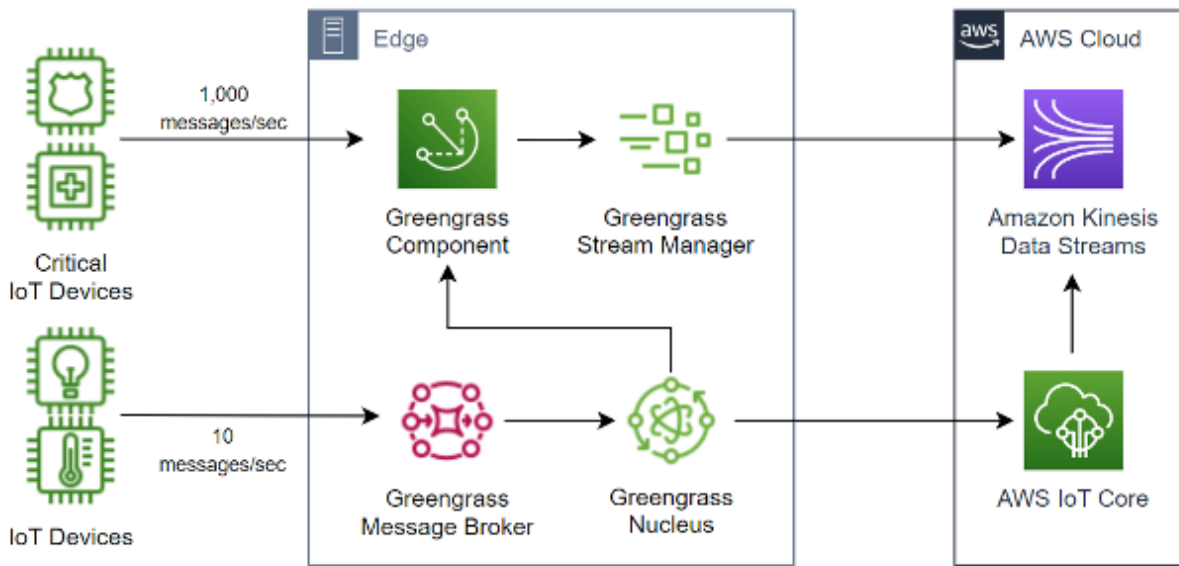 Edge
aws
AWS Cloud
1,000
messages/sec
Greengrass
Component
Greengrass
Stream Manager
Amazon Kinesis
Data Streams
Critical
IoT Devices
10
messages/sec
Greengrass
Message Broker
Greengrass
Nucleus
AWS IoT Core
IoT Devices